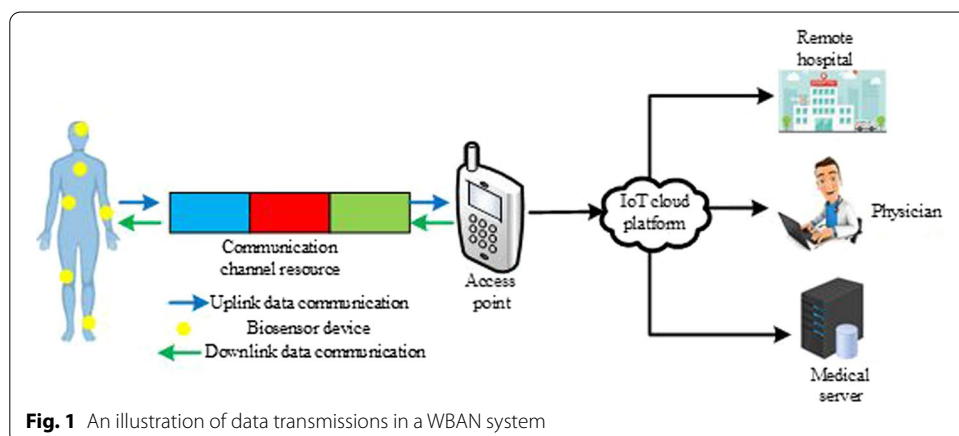 Remote
hospital
IoT cloud
platform
Physician
Communication
channel resource
Access
point
Uplink data communication
Biosensor device
Downlink data communication
Medical
server
Fig. 1 An illustration of data transmissions in a WBAN system